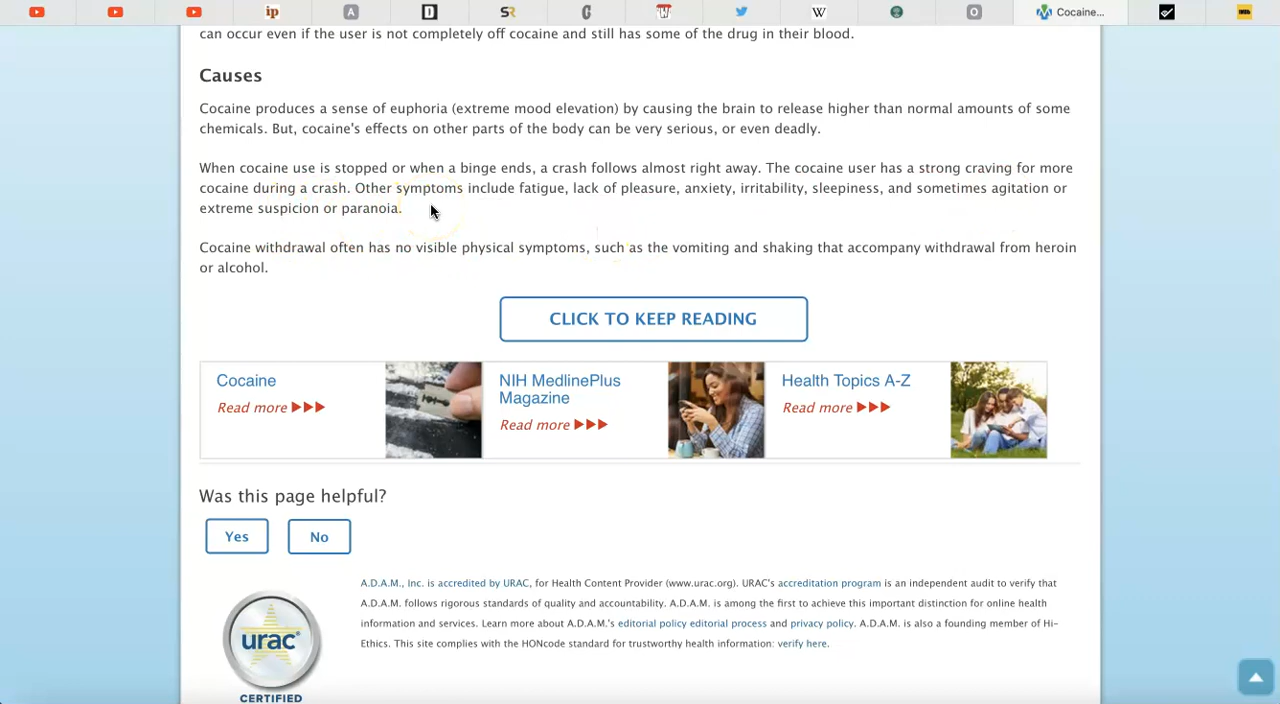 ip
A
D
SR
W
O
Cocaine...
can occur even if the user is not completely off cocaine and still has some of the drug in their blood.
Causes
Cocaine produces a sense of euphoria (extreme mood elevation) by causing the brain to release higher than normal amounts of some
chemicals. But, cocaine's effects on other parts of the body can be very serious, or even deadly.
When cocaine use is stopped or when a binge ends, a crash follows almost right away. The cocaine user has a strong craving for more
cocaine during a crash. Other symptoms include fatigue, lack of pleasure, anxiety, irritability, sleepiness, and sometimes agitation or
extreme suspicion or paranoia.
Cocaine withdrawal often has no visible physical symptoms, such as the vomiting and shaking that accompany withdrawal from heroin
or alcohol.
CLICK TO KEEP READING
Cocaine
Read more ▶▶▶
NIH MedlinePlus
Magazine
Read more ▶▶▶
Health Topics A-Z
Read more ▶▶▶
Was this page helpful?
Yes
No
A.D.A.M., Inc. is accredited by URAC, for Health Content Provider (www.urac.org). URAC's accreditation program is an independent audit to verify that
A.D.A.M. follows rigorous standards of quality and accountability. A.D.A.M. is among the first to achieve this important distinction for online health
information and services. Learn more about A.D.A.M.'s editorial policy editorial process and privacy policy. A.D.A.M. is also a founding member of Hi-
Ethics. This site complies with the HONcode standard for trustworthy health information: verify here.
urac
CERTIFIED